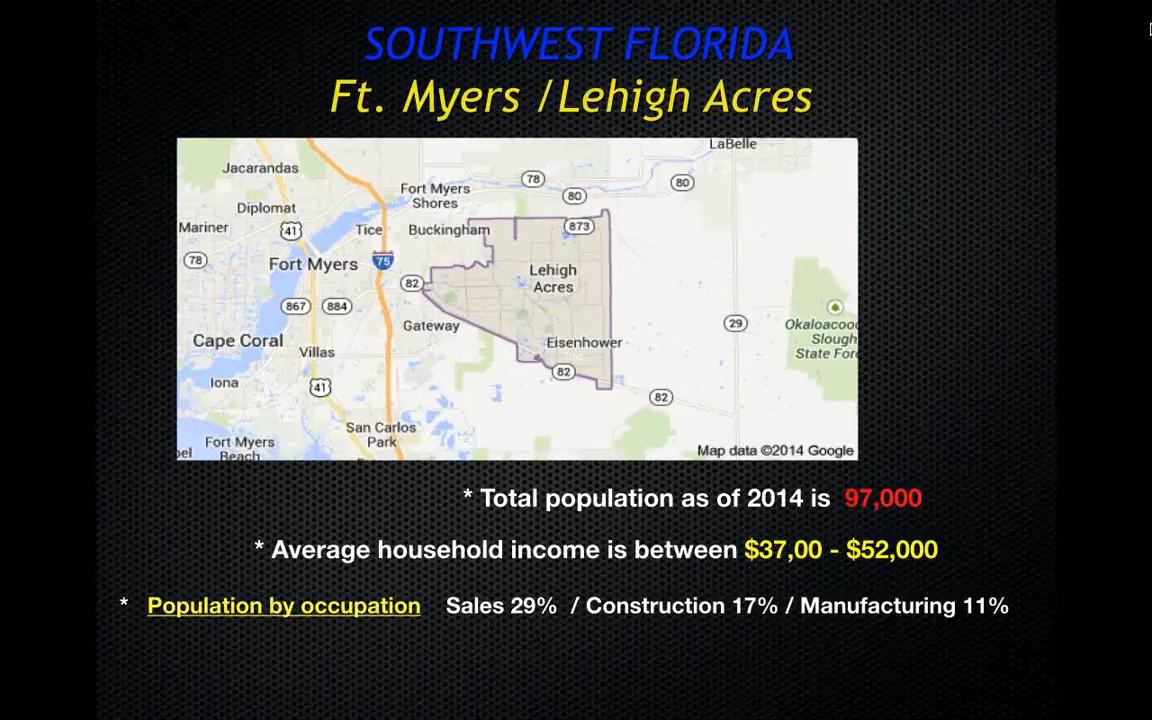 SOUTHWEST FLORIDA
Ft. Myers / Lehigh Acres
LaBelle
Jacarandas
78
80
80
Fort Myers
Shores
Diplomat
Mariner
41
Tice
Buckingham
873
78
Fort Myers
75
Lehigh
Acres
82
867
884
Gateway
29
Okaloacooc
Slough
State Fore
Cape Coral
Villas
Eisenhower
Iona
41
82
82
San Carlos
Park
Fort Myers
Beach
bel
Map data ©2014 Google
* Total population as of 2014 is 97,000
* Average household income is between $37,00 - $52,000
* Population by occupation Sales 29% / Construction 17% / Manufacturing 11%